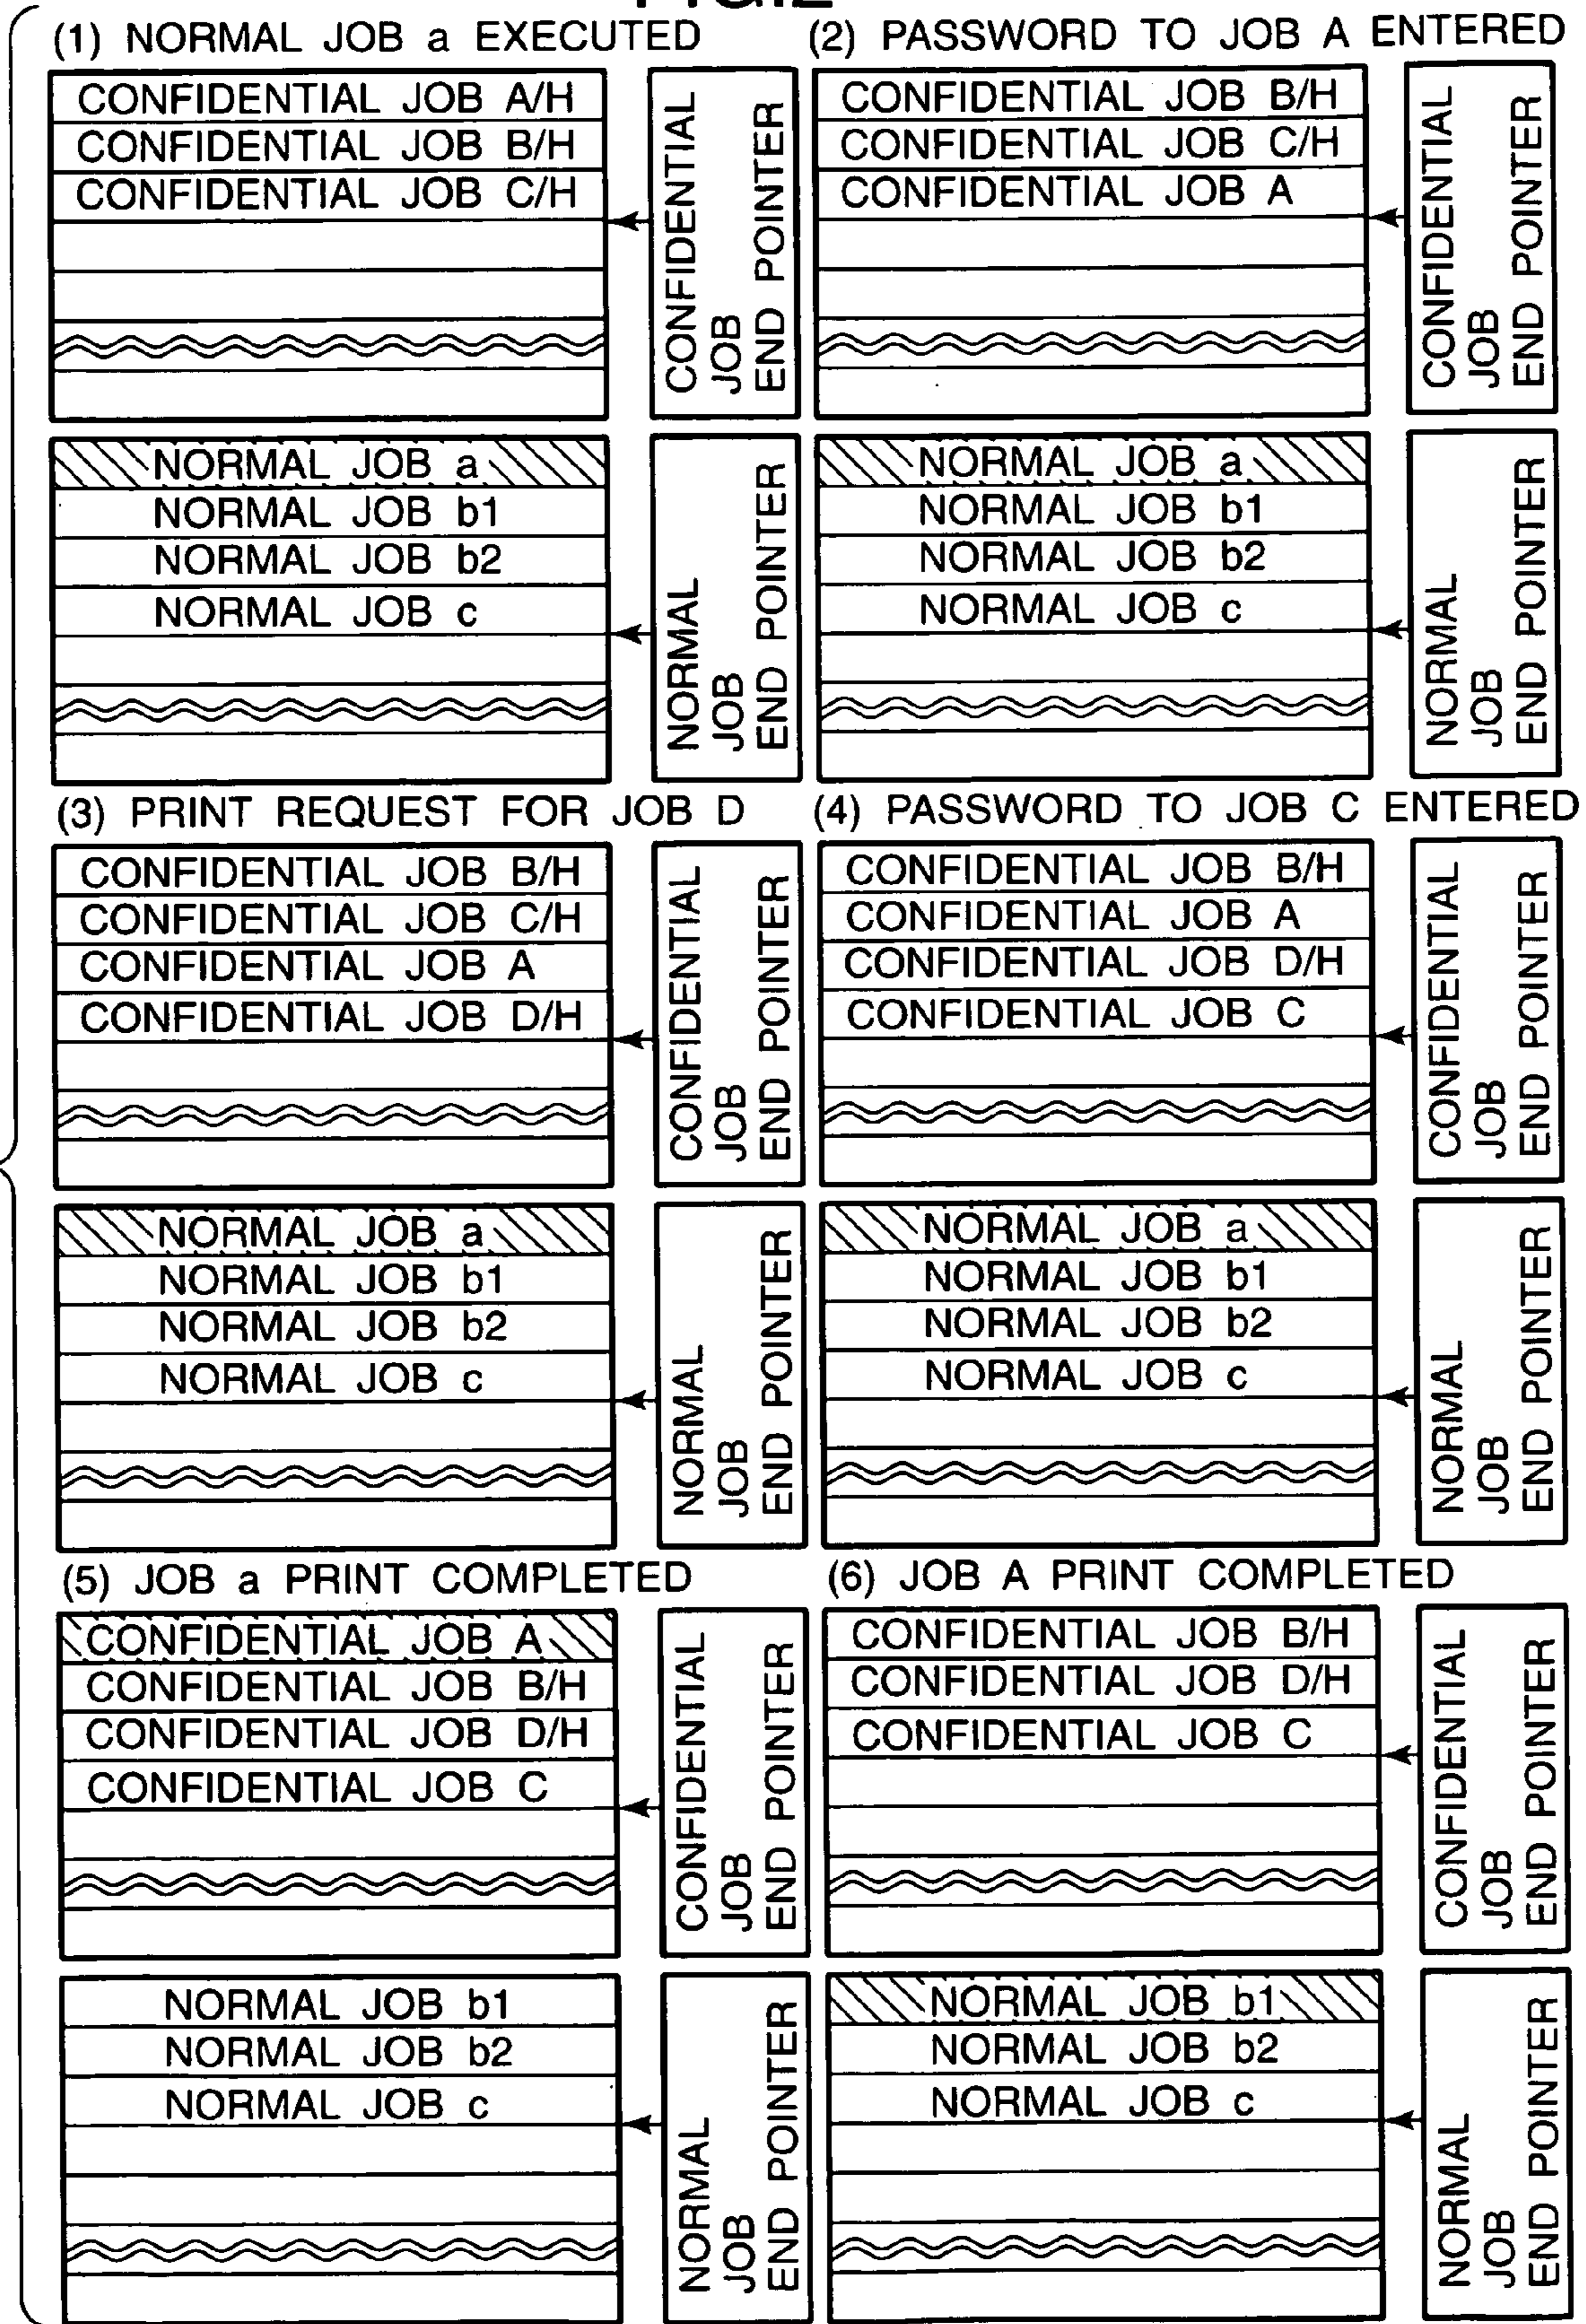 FIG.2
(1) NORMAL JOB a EXECUTED
CONFIDENTIAL JOB A/H
CONFIDENTIAL JOB B/H
CONFIDENTIAL JOB C/H
CONFIDENTIAL
JOB
END POINTER
NORMAL JOB a
NORMAL JOB b1
NORMAL JOB b2
NORMAL JOB c
NORMAL
JOB
END POINTER
(2) PASSWORD TO JOB A ENTERED
CONFIDENTIAL JOB B/H
CONFIDENTIAL JOB C/H
CONFIDENTIAL JOB A
CONFIDENTIAL
JOB
END POINTER
NORMAL JOB a
NORMAL JOB b1
NORMAL JOB b2
NORMAL JOB c
NORMAL
JOB
END POINTER
(3) PRINT REQUEST FOR JOB D
CONFIDENTIAL JOB B/H
CONFIDENTIAL JOB C/H
CONFIDENTIAL JOB A
CONFIDENTIAL JOB D/H
CONFIDENTIAL
JOB
END POINTER
NORMAL JOB a
NORMAL JOB b1
NORMAL JOB b2
NORMAL JOB c
NORMAL
JOB
END POINTER
(4) PASSWORD TO JOB C ENTERED
CONFIDENTIAL JOB B/H
CONFIDENTIAL JOB A
CONFIDENTIAL JOB D/H
CONFIDENTIAL JOB C
CONFIDENTIAL
JOB
END POINTER
NORMAL JOB a
NORMAL JOB b1
NORMAL JOB b2
NORMAL JOB c
NORMAL
JOB
END POINTER
(5) JOB a PRINT COMPLETED
CONFIDENTIAL JOB A
CONFIDENTIAL JOB B/H
CONFIDENTIAL JOB D/H
CONFIDENTIAL JOB C
CONFIDENTIAL
JOB
END POINTER
NORMAL JOB b1
NORMAL JOB b2
NORMAL JOB c
NORMAL
JOB
END POINTER
(6) JOB A PRINT COMPLETED
CONFIDENTIAL JOB B/H
CONFIDENTIAL JOB D/H
CONFIDENTIAL JOB C
CONFIDENTIAL
JOB
END POINTER
NORMAL JOB b1
NORMAL JOB b2
NORMAL JOB c
NORMAL
JOB
END POINTER